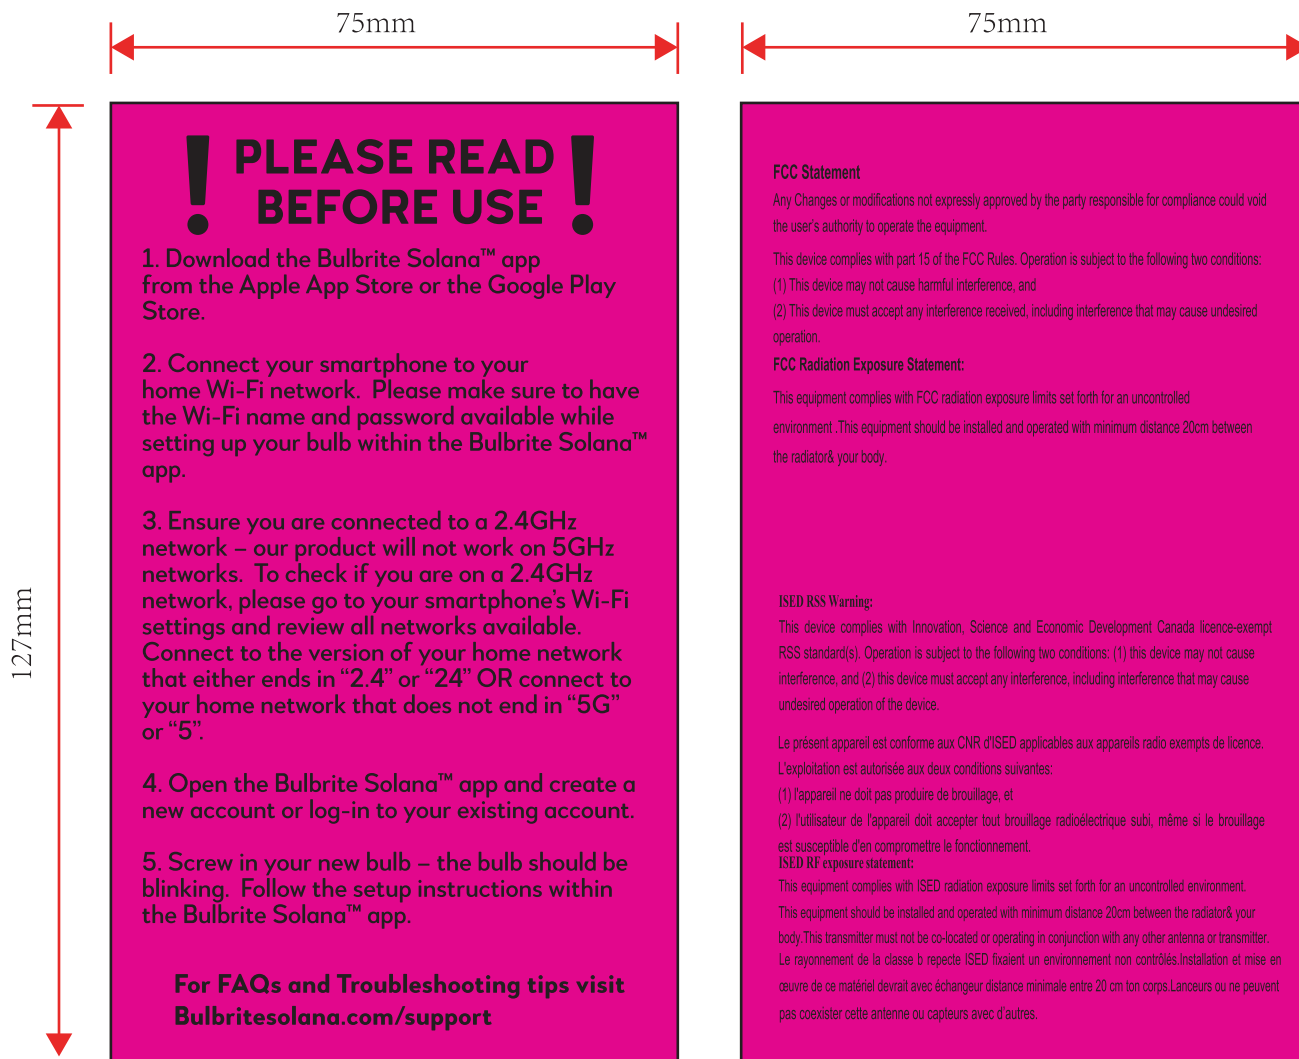 75mm
75mm
127mm
! PLEASE READ !
BEFORE USE
1. Download the Bulbrite Solana™ app
from the Apple App Store or the Google Play
Store.
2. Connect your smartphone to your
home Wi-Fi network.  Please make sure to have
the Wi-Fi name and password available while
setting up your bulb within the Bulbrite Solana™
app.
3. Ensure you are connected to a 2.4GHz
network – our product will not work on 5GHz
networks.  To check if you are on a 2.4GHz
network, please go to your smartphone’s Wi-Fi
settings and review all networks available.
Connect to the version of your home network
that either ends in “2.4” or “24” OR connect to
your home network that does not end in “5G”
or “5”.
4. Open the Bulbrite Solana™ app and create a
new account or log-in to your existing account.
5. Screw in your new bulb – the bulb should be
blinking.  Follow the setup instructions within
the Bulbrite Solana™ app.
For FAQs and Troubleshooting tips visit
Bulbritesolana.com/support
FCC Statement
Any Changes or modifications not expressly approved by the party responsible for compliance could void
the user's authority to operate the equipment.
This device complies with part 15 of the FCC Rules. Operation is subject to the following two conditions:
(1) This device may not cause harmful interference, and
(2) This device must accept any interference received, including interference that may cause undesired
operation.
FCC Radiation Exposure Statement:
This equipment complies with FCC radiation exposure limits set forth for an uncontrolled
environment .This equipment should be installed and operated with minimum distance 20cm between
the radiator& your body.
ISED RSS Warning:
This device complies with Innovation, Science and Economic Development Canada licence-exempt
RSS standard(s). Operation is subject to the following two conditions: (1) this device may not cause
interference, and (2) this device must accept any interference, including interference that may cause
undesired operation of the device.
Le présent appareil est conforme aux CNR d'ISED applicables aux appareils radio exempts de licence.
L'exploitation est autorisée aux deux conditions suivantes:
(1) l'appareil ne doit pas produire de brouillage, et
(2) l'utilisateur de l'appareil doit accepter tout brouillage radioélectrique subi, même si le brouillage
est susceptible d'en compromettre le fonctionnement.
ISED RF exposure statement:
This equipment complies with ISED radiation exposure limits set forth for an uncontrolled environment.
This equipment should be installed and operated with minimum distance 20cm between the radiator& your
body.This transmitter must not be co-located or operating in conjunction with any other antenna or transmitter.
Le rayonnement de la classe b repecte ISED fixaient un environnement non contrôlés.Installation et mise en
œuvre de ce matériel devrait avec échangeur distance minimale entre 20 cm ton corps.Lanceurs ou ne peuvent
pas coexister cette antenne ou capteurs avec d'autres.